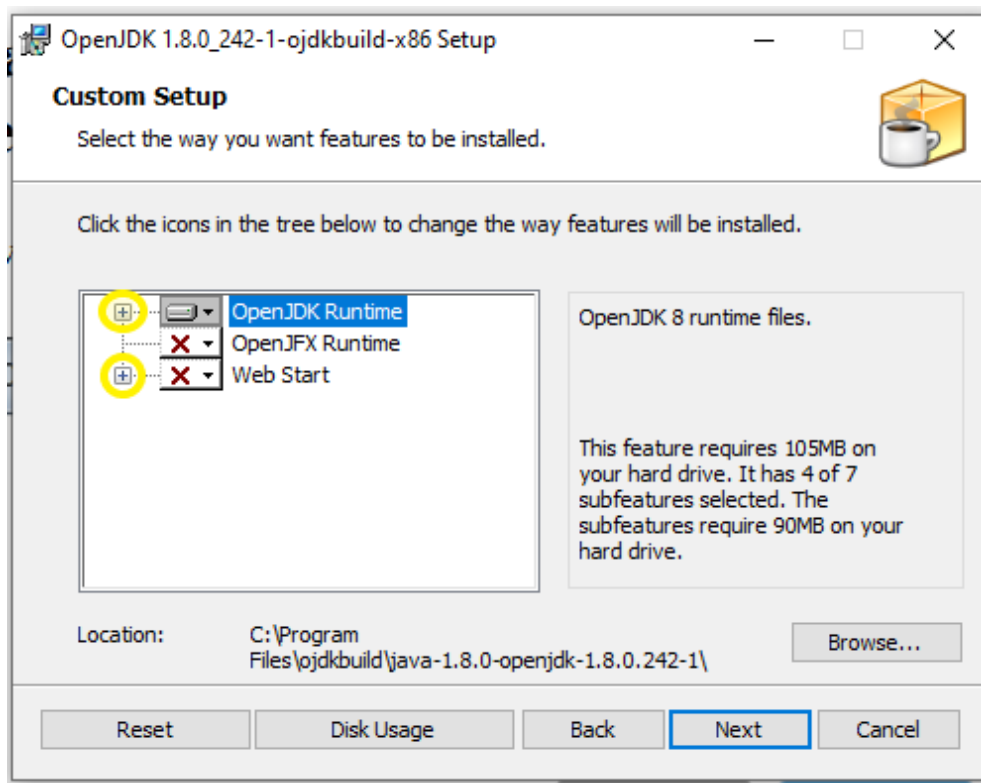 OpenJDK 1.8.0_242-1-ojdkbuild-x86 Setup
Custom Setup
Select the way you want features to be installed.
Click the icons in the tree below to change the way features will be installed.
OpenJDK Runtime
OpenJFX Runtime
Web Start
OpenJDK 8 runtime files.
This feature requires 105MB on
your hard drive. It has 4 of 7
subfeatures selected. The
subfeatures require 90MB on your
hard drive.
Location:
C:\Program
Files\ojdkbuild\java-1.8.0-openjdk-1.8.0.242-1\
Browse...
Reset
Disk Usage
Back
Next
Cancel